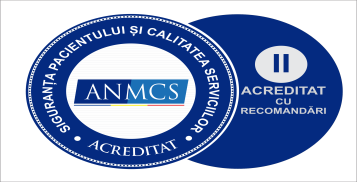 SIGURANȚA PACIENTULUI ȘI CALITATEA SERVICIILOR
ANMCS
• ACREDITAT •
II
ACREDITAT
CU
RECOMANDĂRI